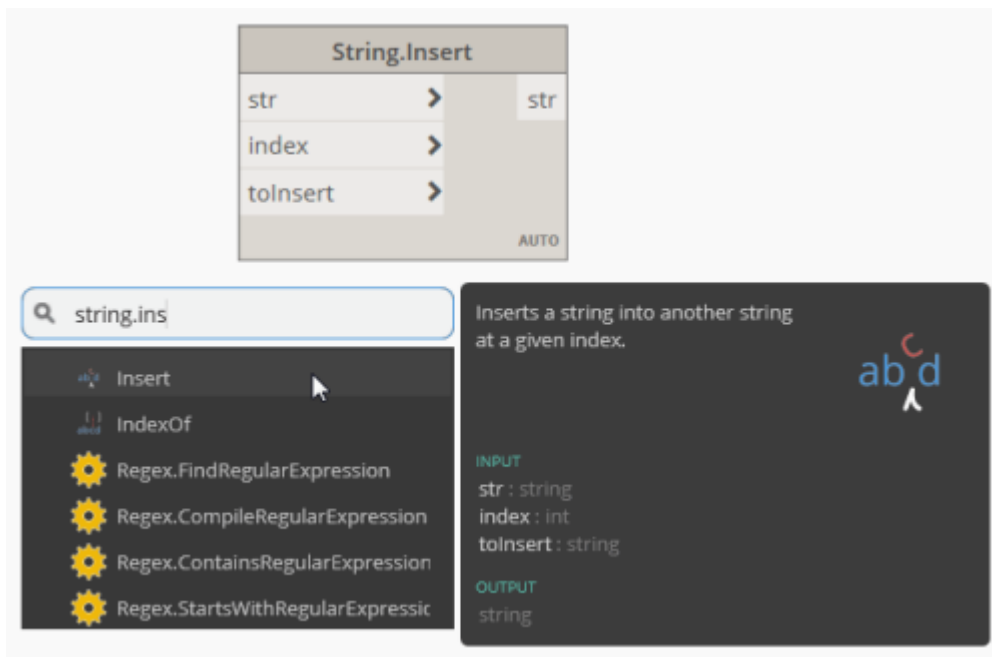 String.Insert
str
str
index
toInsert
AUTO
string.ins
Insert
IndexOf
Regex.FindRegularExpression
Regex.CompileRegularExpression
Regex.ContainsRegularExpression
Regex.StartsWithRegularExpressic
Inserts a string into another string
at a given index.
ab c d
INPUT
str : string
index : int
toInsert : string
OUTPUT
string